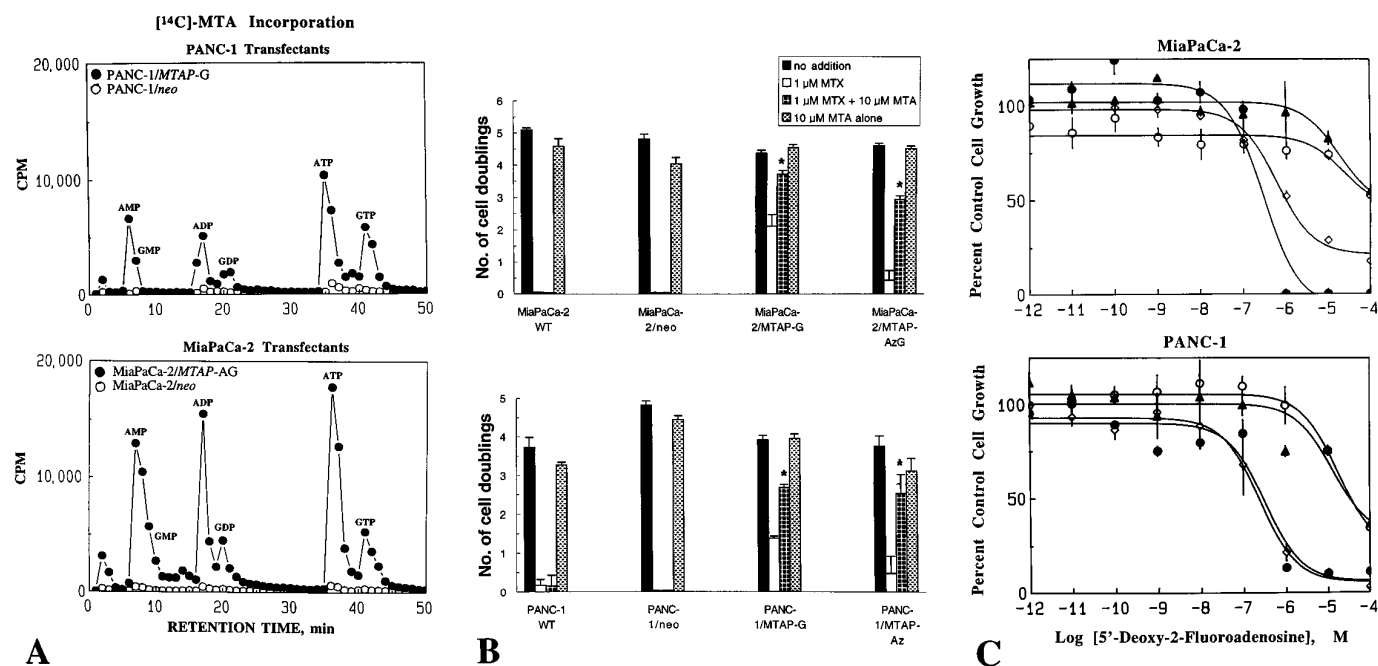 [¹⁴C]-MTA Incorporation
PANC-1 Transfectants
20,000
10,000
0
CPM
● PANC-1/MTAP-G
○ PANC-1/neo
AMP
GMP
ADP
GDP
ATP
GTP
0 10 20 30 40 50
MiaPaCa-2 Transfectants
20,000
10,000
0
CPM
● MiaPaCa-2/MTAP-AG
○ MiaPaCa-2/neo
AMP
GMP
ADP
GDP
ATP
GTP
0 10 20 30 40 50
RETENTION TIME, min
A
no addition
1 µM MTX
1 µM MTX + 10 µM MTA
10 µM MTA alone
No. of cell doublings
6
5
4
3
2
1
0
*
*
MiaPaCa-2 WT
MiaPaCa-2/neo
MiaPaCa-2/MTAP-G
MiaPaCa-2/MTAP-AzG
No. of cell doublings
5
4
3
2
1
0
*
*
PANC-1 WT
PANC-1/neo
PANC-1/MTAP-G
PANC-1/MTAP-Az
B
MiaPaCa-2
Percent Control Cell Growth
100
50
0
-12 -11 -10 -9 -8 -7 -6 -5 -4
PANC-1
Percent Control Cell Growth
100
50
0
-12 -11 -10 -9 -8 -7 -6 -5 -4
Log [5'-Deoxy-2-Fluoroadenosine], M
C